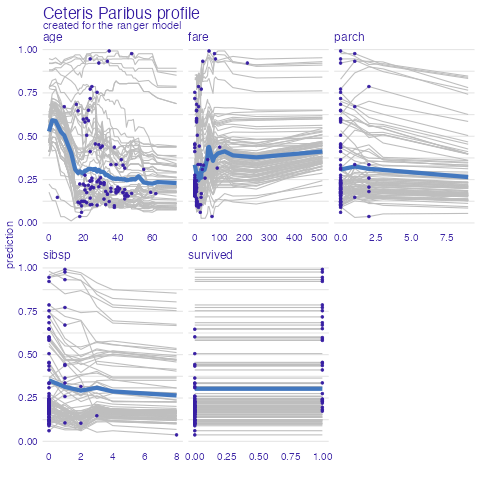 Ceteris Paribus profile
created for the ranger model
age fare parch
1.00
0.75
0.50
0.25
0.00
0 20 40 60 0 100 200 300 400 500 0.0 2.5 5.0 7.5
prediction
sibsp survived
1.00
0.75
0.50
0.25
0.00
0 2 4 6 8 0.00 0.25 0.50 0.75 1.00